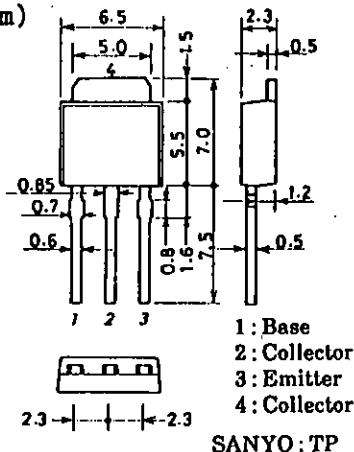 m)
6.5
5.0
4
1.5
5.5
7.0
0.85
0.7
0.6
0.8
1.6
7.5
1 2 3
2.3
0.5
1.2
0.5
2.3 2.3
1 : Base
2 : Collector
3 : Emitter
4 : Collector
SANYO : TP